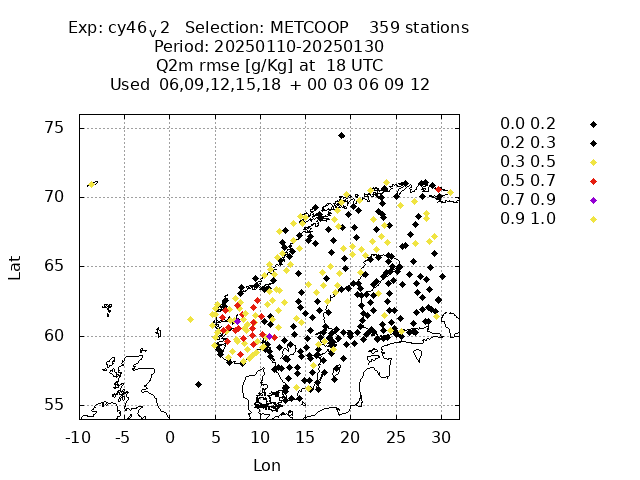 Exp: cy46v2 Selection: METCOOP 359 stations
Period: 20250110-20250130
Q2m rmse [g/Kg] at 18 UTC
Used 06,09,12,15,18 + 00 03 06 09 12
75
70
65
60
55
Lat
-10 -5 0 5 10 15 20 25 30
Lon
0.0 0.2
0.2 0.3
0.3 0.5
0.5 0.7
0.7 0.9
0.9 1.0